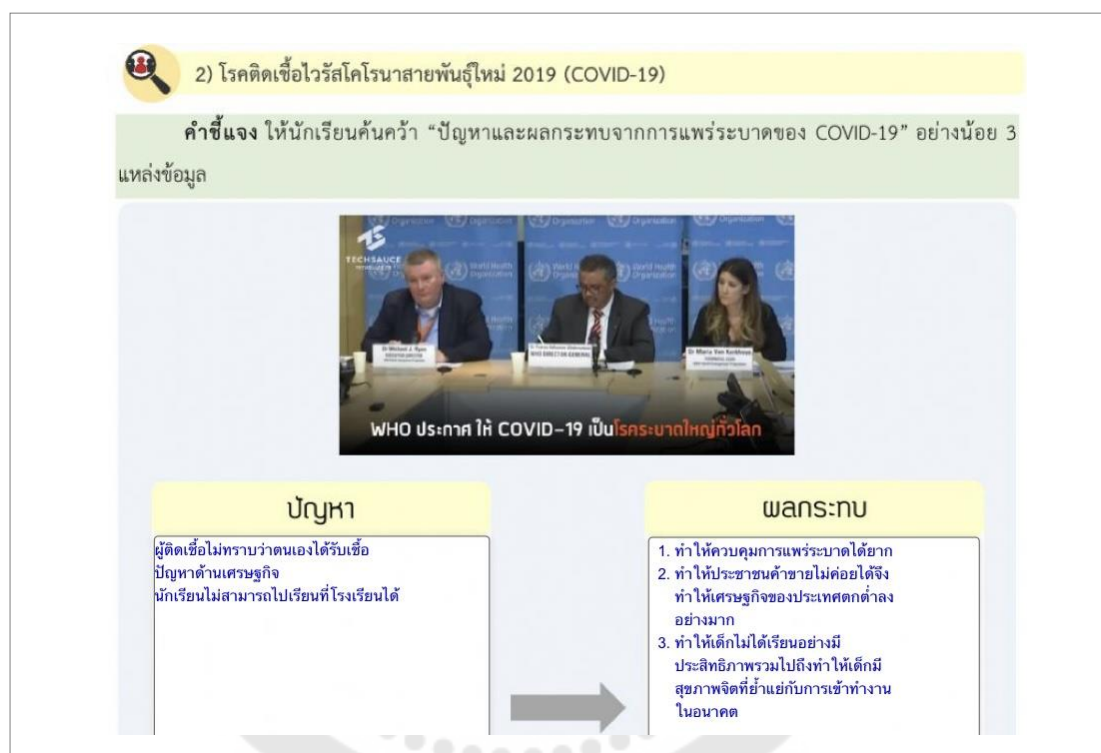 2) โรคติดเชื้อไวรัสโคโรนาสายพันธุ์ใหม่ 2019 (COVID-19)
คำชี้แจง ให้นักเรียนค้นคว้า “ปัญหาและผลกระทบจากการแพร่ระบาดของ COVID-19” อย่างน้อย 3
แหล่งข้อมูล
TECHSAUCE
World Health
Organization
Dr Michael J. Ryan
WHO DIRECTOR GENERAL
Dr Maria Van Kerkhove
WHO ประกาศ ให้ COVID-19 เป็นโรคระบาดใหญ่ทั่วโลก
ปัญหา
ผู้ติดเชื้อไม่ทราบว่าตนเองได้รับเชื้อ
ปัญหาด้านเศรษฐกิจ
นักเรียนไม่สามารถไปเรียนที่โรงเรียนได้
ผลกระทบ
1. ทำให้ควบคุมการแพร่ระบาดได้ยาก
2. ทำให้ประชาชนค้าขายไม่ค่อยได้จึง
ทำให้เศรษฐกิจของประเทศตกต่ำลง
อย่างมาก
3. ทำให้เด็กไม่ได้เรียนอย่างมี
ประสิทธิภาพรวมไปถึงทำให้เด็กมี
สุขภาพจิตที่ย้ำแย่กับการเข้าทำงาน
ในอนาคต